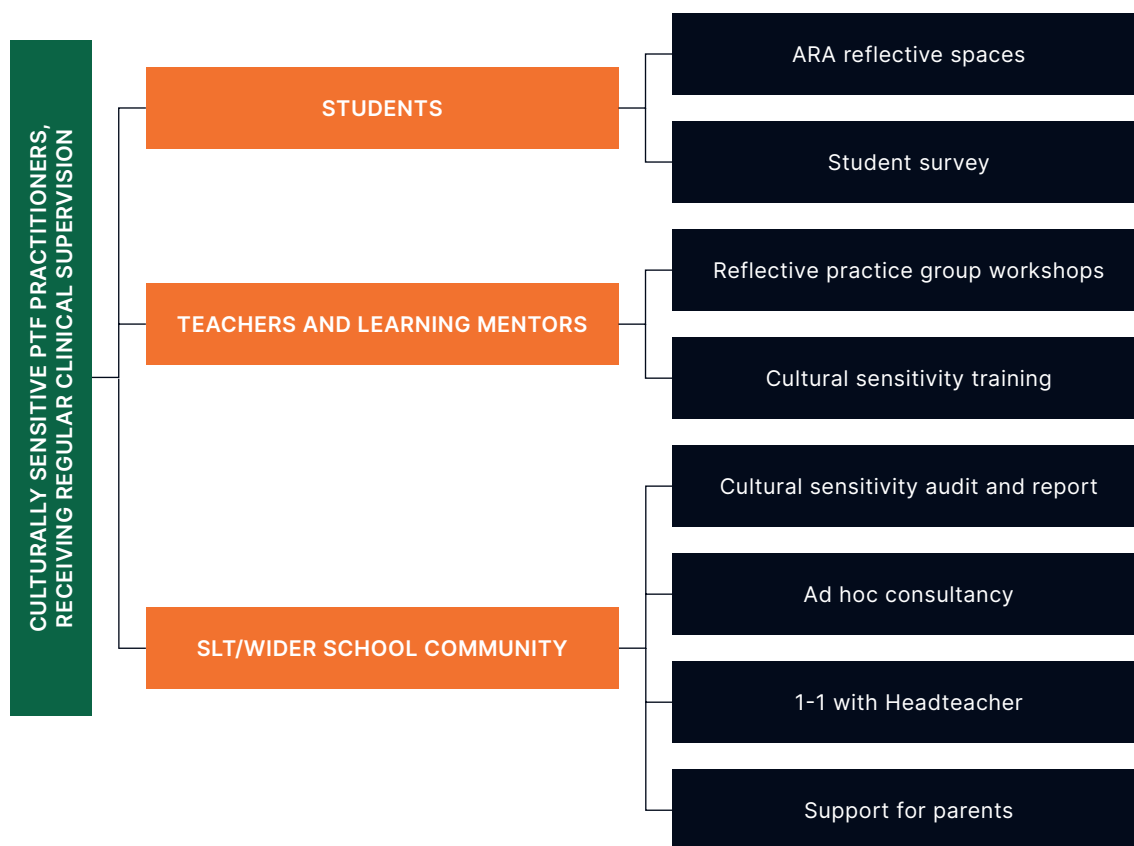 CULTURALLY SENSITIVE PTF PRACTITIONERS,
RECEIVING REGULAR CLINICAL SUPERVISION
STUDENTS
ARA reflective spaces
Student survey
TEACHERS AND LEARNING MENTORS
Reflective practice group workshops
Cultural sensitivity training
SLT/WIDER SCHOOL COMMUNITY
Cultural sensitivity audit and report
Ad hoc consultancy
1-1 with Headteacher
Support for parents